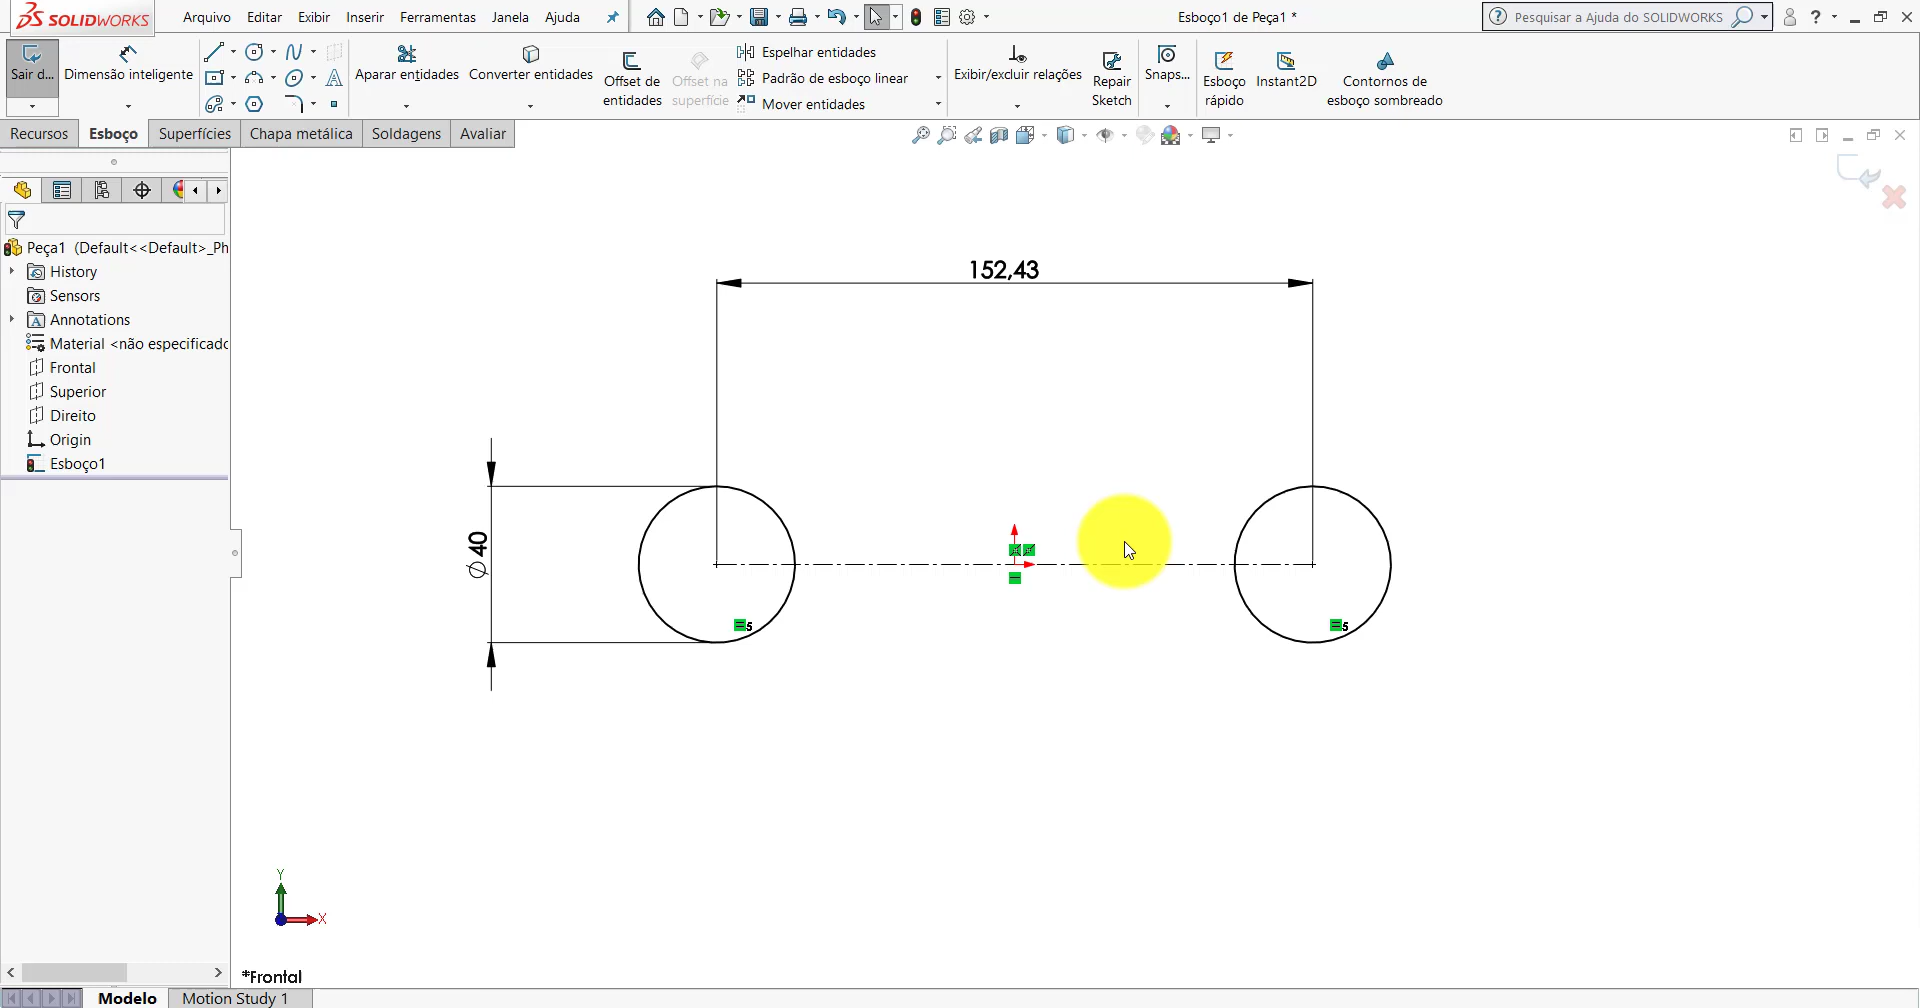 SOLIDWORKS Arquivo Editar Exibir Inserir Ferramentas Janela Ajuda Esboço1 de Peça1 * Pesquisar a Ajuda do SOLIDWORKS ?
Sair d... Dimensão inteligente Aparar entidades Converter entidades Offset de entidades Offset na superfície Espelhar entidades Exibir/excluir relações Repair Sketch Snaps... Esboço rápido Instant2D Contornos de esboço sombreado
Padrão de esboço linear
Mover entidades
Recursos Esboço Superfícies Chapa metálica Soldagens Avaliar
Peça1 (Default<<Default>_Ph
History
Sensors
Annotations
Material <não especificado
Frontal
Superior
Direito
Origin
Esboço1
152,43
∅40
5 5
Y
X
*Frontal
Modelo Motion Study 1